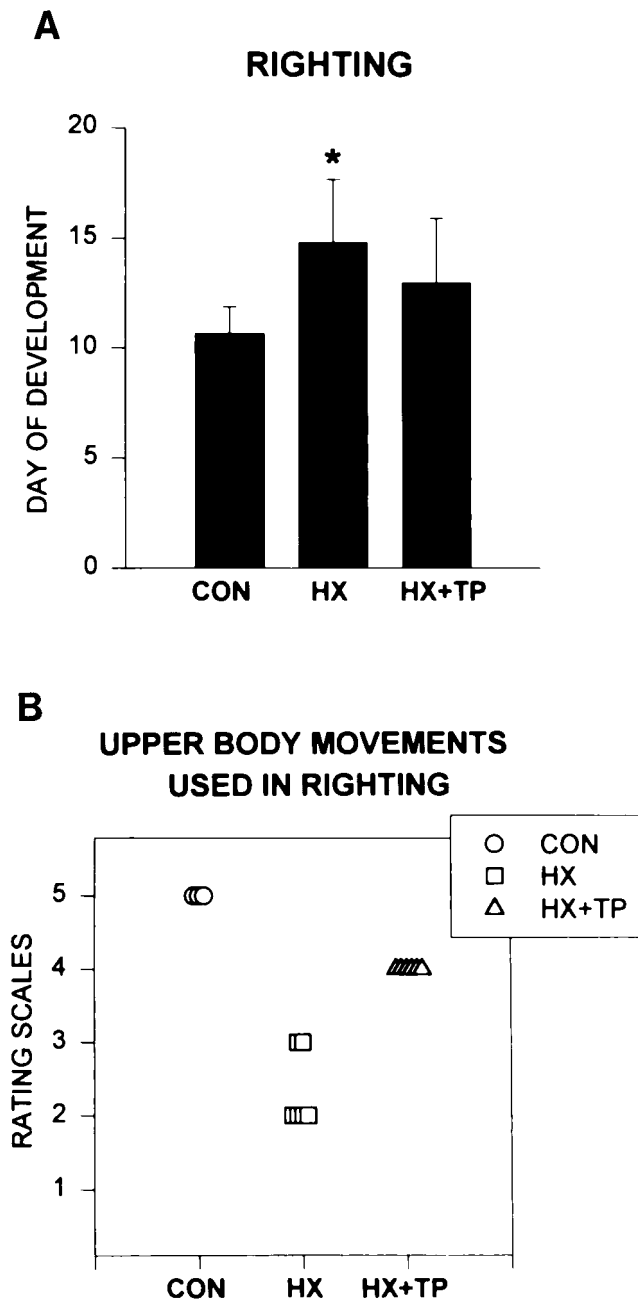 A
RIGHTING
20
15
10
5
0
DAY OF DEVELOPMENT
*
CON HX HX+TP
B
UPPER BODY MOVEMENTS
USED IN RIGHTING
CON
HX
HX+TP
5
4
3
2
1
RATING SCALES
CON HX HX+TP